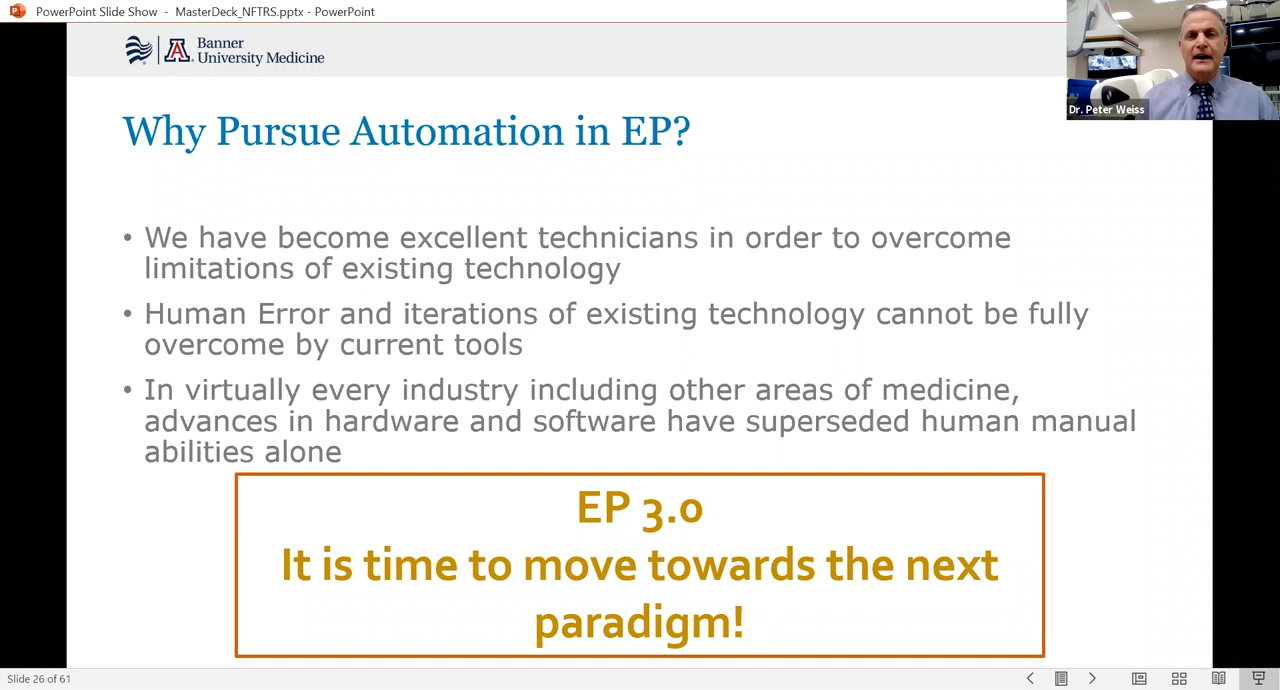 PowerPoint Slide Show - MasterDeck_NFTRS.pptx - PowerPoint
Banner
University Medicine
A
Dr. Peter Weiss
Why Pursue Automation in EP?
• We have become excellent technicians in order to overcome
limitations of existing technology
• Human Error and iterations of existing technology cannot be fully
overcome by current tools
• In virtually every industry including other areas of medicine,
advances in hardware and software have superseded human manual
abilities alone
EP 3.0
It is time to move towards the next
paradigm!
Slide 26 of 61